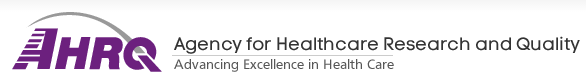 AHRQ
Agency for Healthcare Research and Quality
Advancing Excellence in Health Care